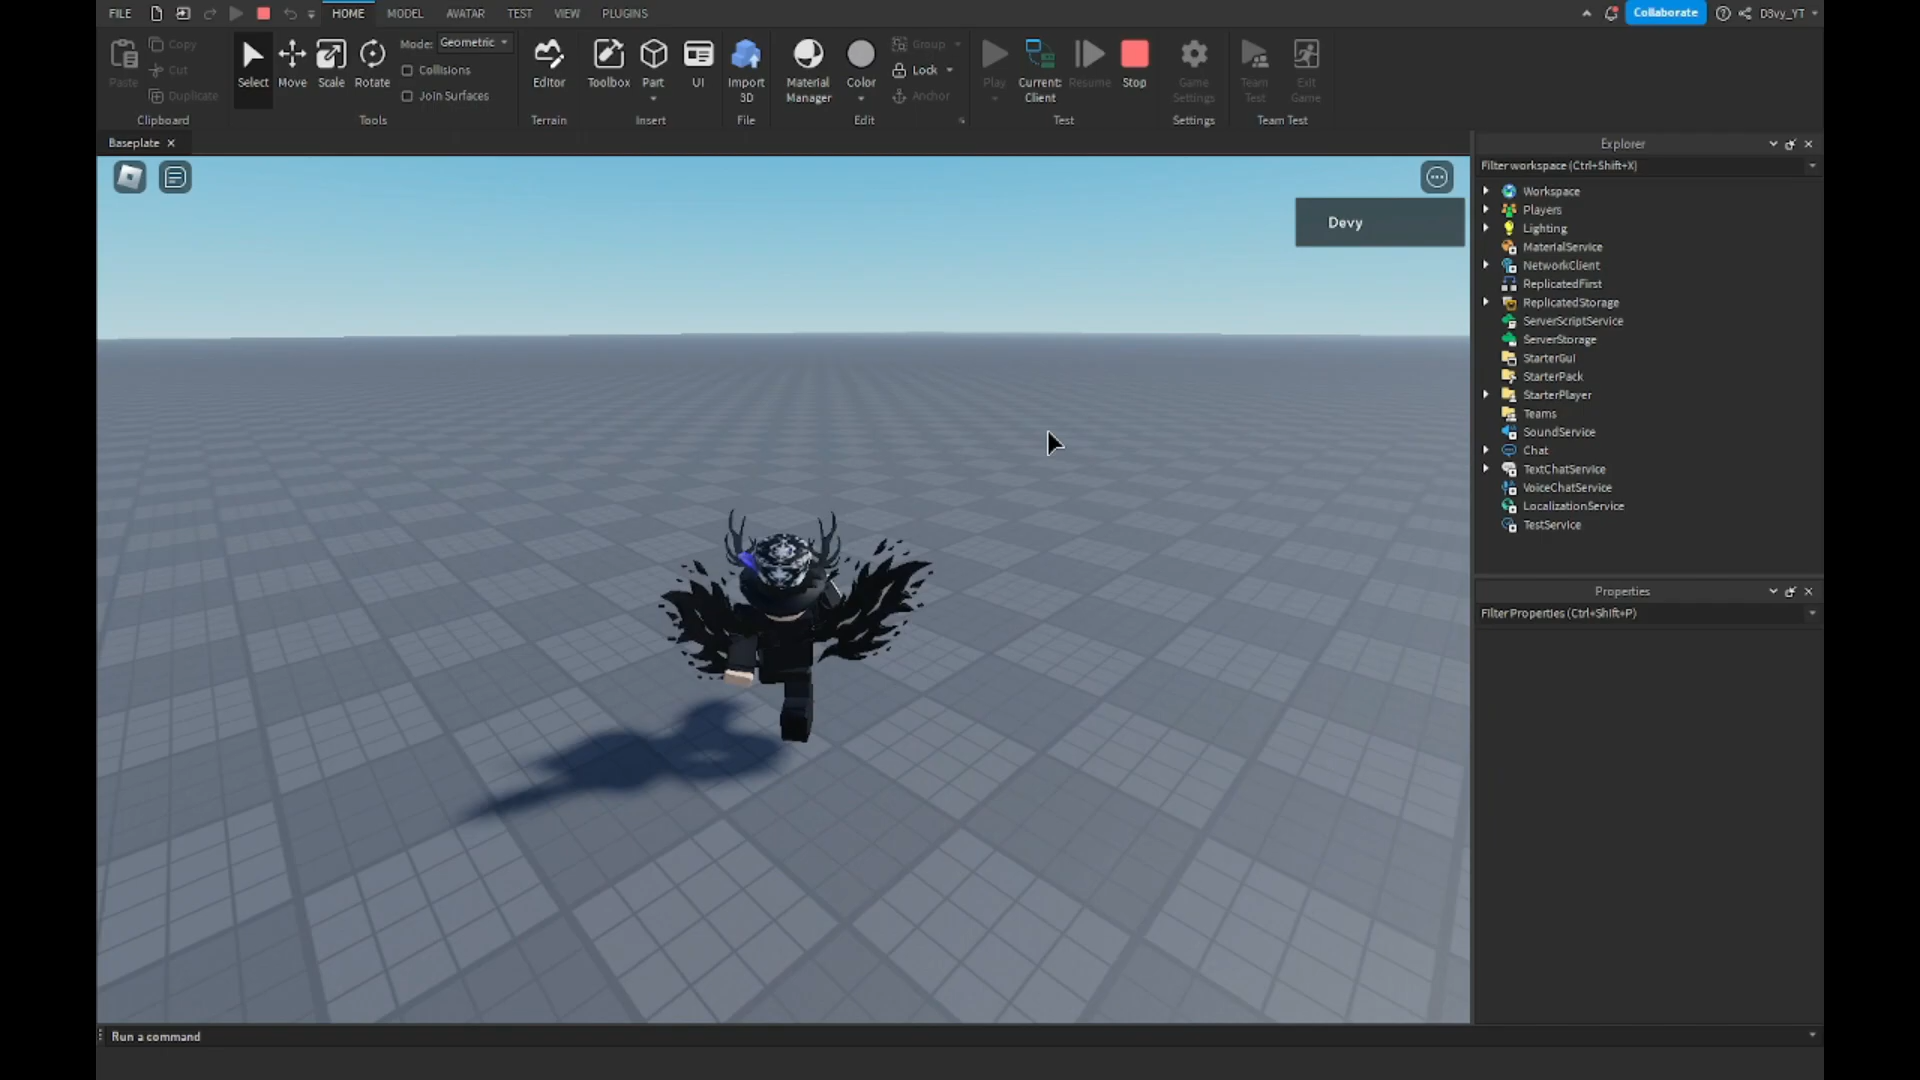 FILE HOME MODEL AVATAR TEST VIEW PLUGINS Collaborate D3vy_YT
Paste Copy Cut Duplicate Clipboard
Select Move Scale Rotate Mode: Geometric Collisions Join Surfaces Tools
Editor Terrain
Toolbox Part UI Insert
Import 3D File
Material Manager Color Group Lock Anchor Edit
Play Current: Client Resume Stop Test
Game Settings Settings
Team Test Exit Game Team Test
Baseplate
Devy
Explorer
Filter workspace (Ctrl+Shift+X)
Workspace
Players
Lighting
MaterialService
NetworkClient
ReplicatedFirst
ReplicatedStorage
ServerScriptService
ServerStorage
StarterGui
StarterPack
StarterPlayer
Teams
SoundService
Chat
TextChatService
VoiceChatService
LocalizationService
TestService
Properties
Filter Properties (Ctrl+Shift+P)
Run a command